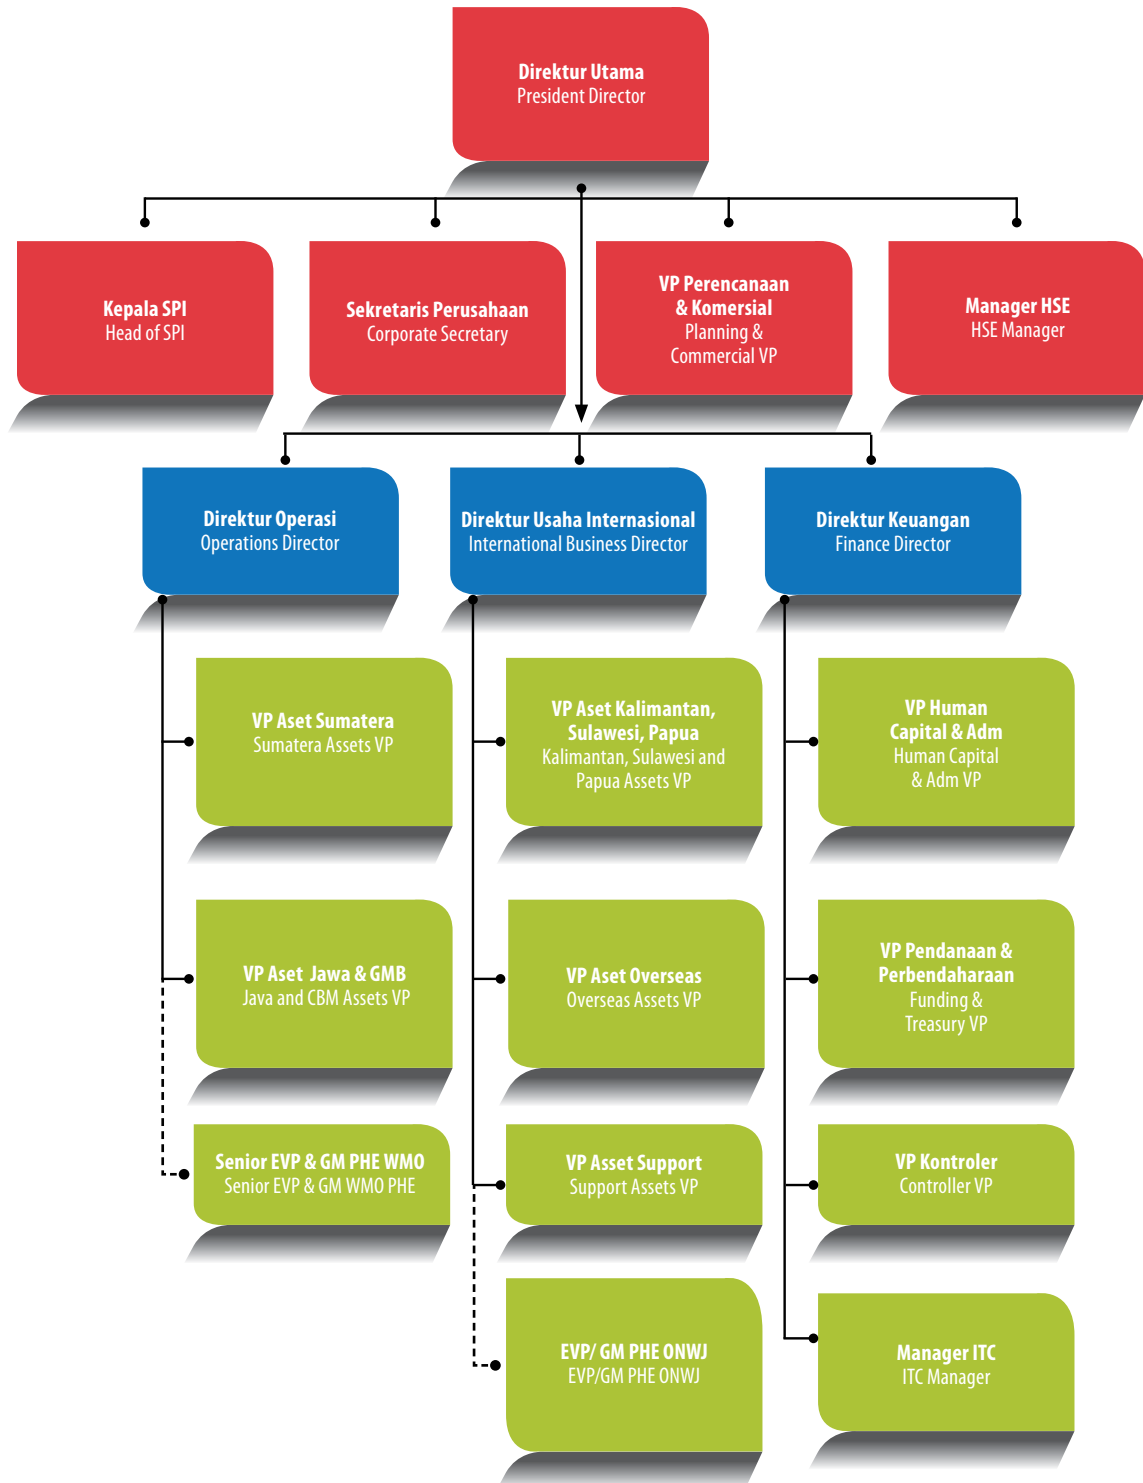 Direktur Utama
President Director
Kepala SPI
Head of SPI
Sekretaris Perusahaan
Corporate Secretary
VP Perencanaan
& Komersial
Planning &
Commercial VP
Manager HSE
HSE Manager
Direktur Operasi
Operations Director
Direktur Usaha Internasional
International Business Director
Direktur Keuangan
Finance Director
VP Aset Sumatera
Sumatera Assets VP
VP Aset Kalimantan,
Sulawesi, Papua
Kalimantan, Sulawesi and
Papua Assets VP
VP Human
Capital & Adm
Human Capital
& Adm VP
VP Aset Jawa & GMB
Java and CBM Assets VP
VP Aset Overseas
Overseas Assets VP
VP Pendanaan &
Perbendaharaan
Funding &
Treasury VP
Senior EVP & GM PHE WMO
Senior EVP & GM WMO PHE
VP Asset Support
Support Assets VP
VP Kontroler
Controller VP
EVP/ GM PHE ONWJ
EVP/GM PHE ONWJ
Manager ITC
ITC Manager